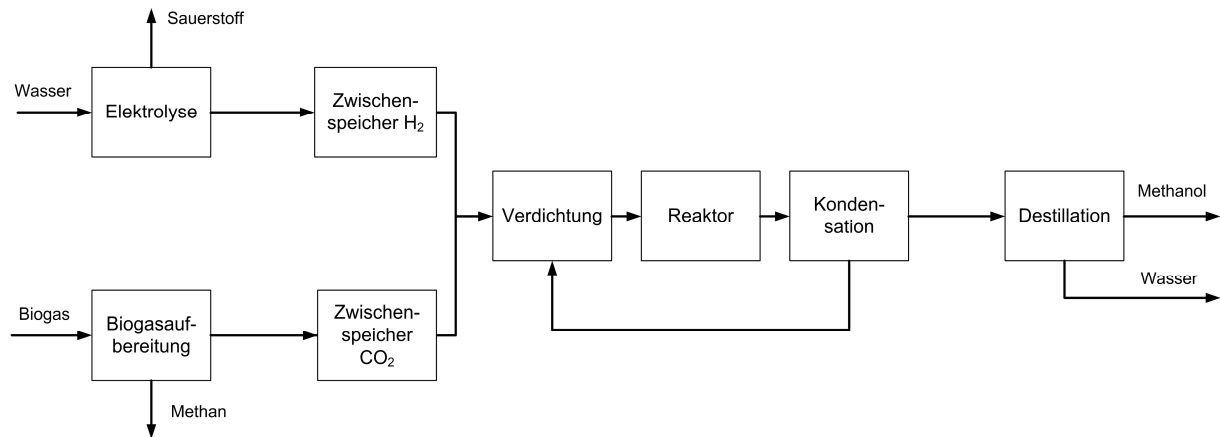 Sauerstoff
Wasser
Elektrolyse
Zwischen-
speicher H₂
Verdichtung
Reaktor
Konden-
sation
Destillation
Methanol
Wasser
Biogas
Biogasauf-
bereitung
Zwischen-
speicher
CO₂
Methan